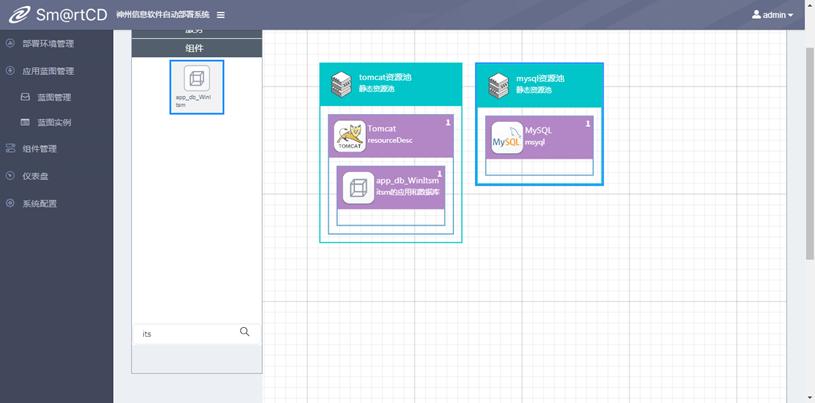 Sm@rtCD
神州信息软件自动部署系统
admin
部署环境管理
应用蓝图管理
蓝图管理
蓝图实例
组件管理
仪表盘
系统配置
服务
组件
app_db_WinI
tsm
its
tomcat资源池
静态资源池
Tomcat
1
resourceDesc
TOMCAT
app_db_WinItsm
1
itsm的应用和数据库
mysql资源池
静态资源池
MySQL
1
msyql
MySQL